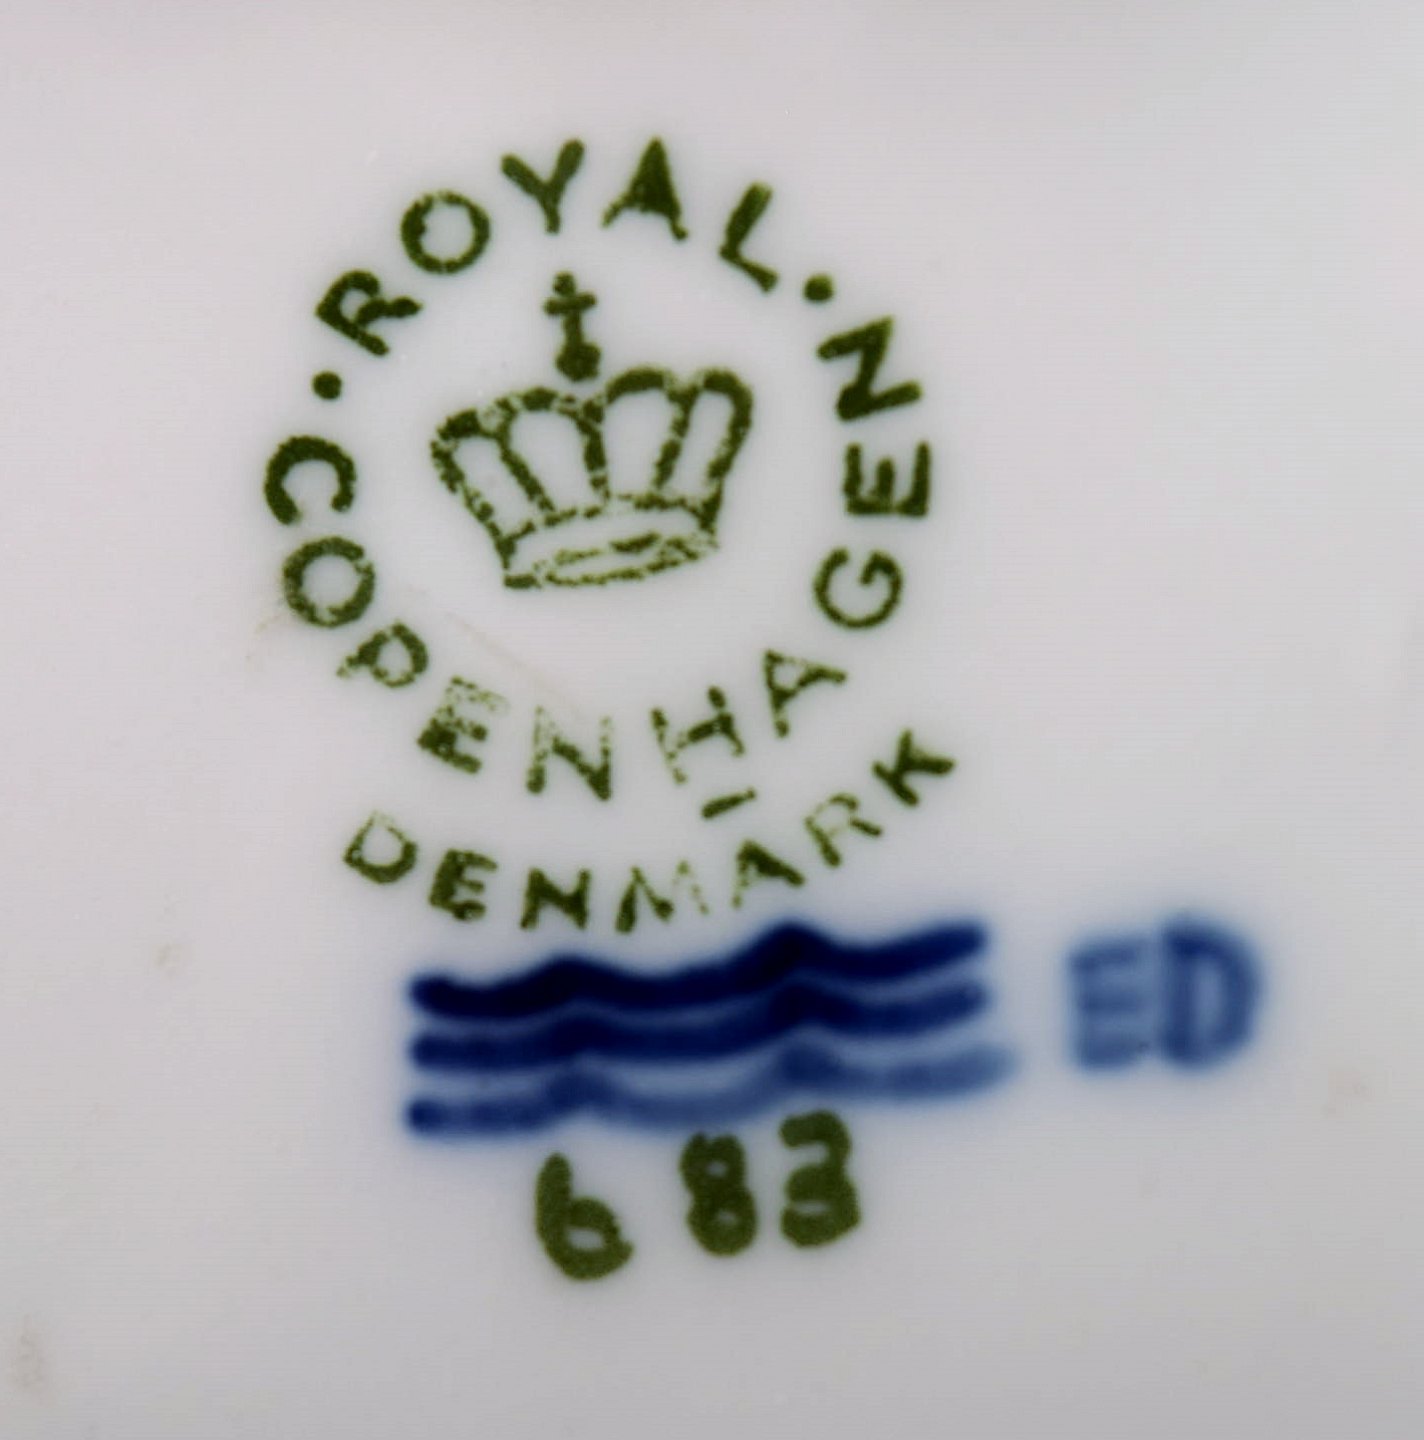 · ROYAL ·
COPENHAGEN
DENMARK
ED
683